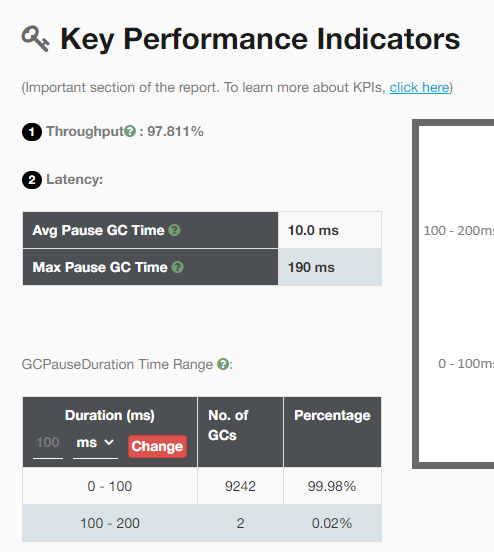 Key Performance Indicators
(Important section of the report. To learn more about KPIs, click here)
1 Throughput? : 97.811%
2 Latency:
Avg Pause GC Time ? 10.0 ms
Max Pause GC Time ? 190 ms
100 - 200ms
0 - 100ms
GCPauseDuration Time Range ?:
Duration (ms) No. of GCs Percentage
100 ms Change
0 - 100 9242 99.98%
100 - 200 2 0.02%